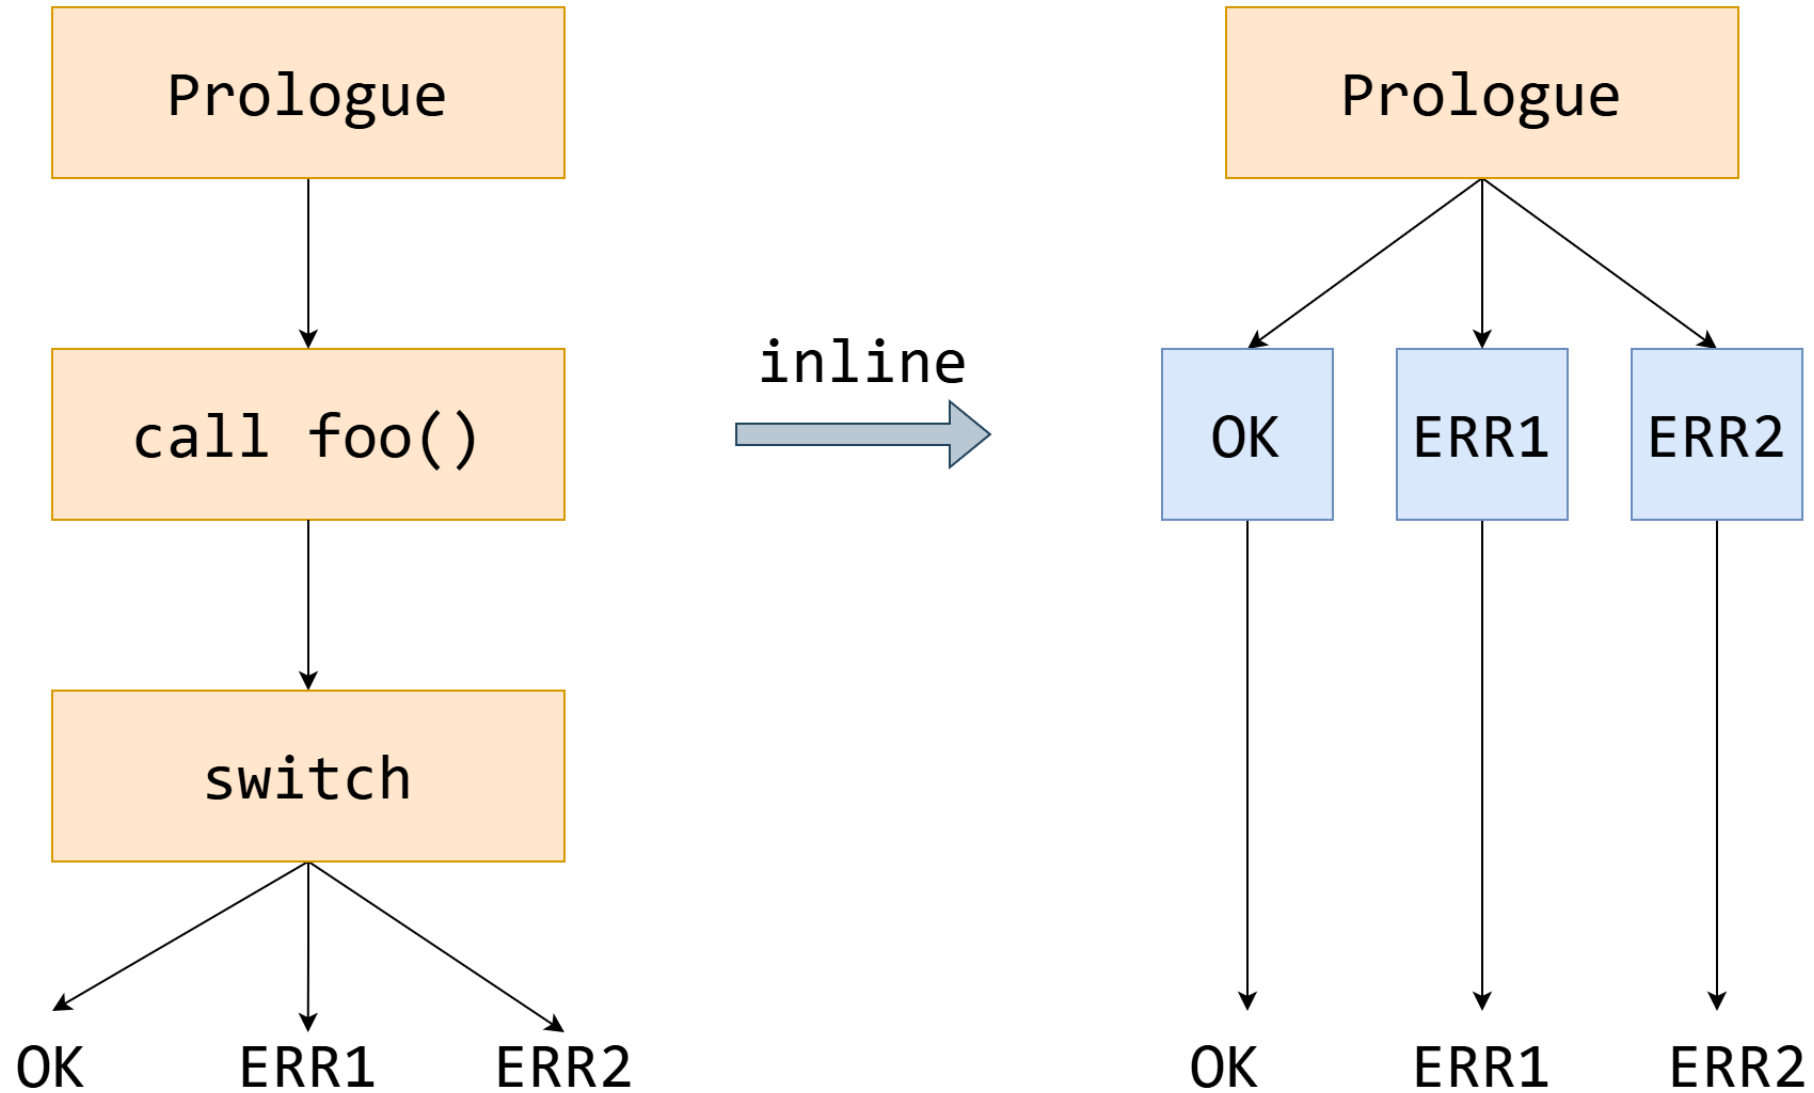 Prologue
call foo()
switch
OK
ERR1
ERR2
inline
Prologue
OK
ERR1
ERR2
OK
ERR1
ERR2